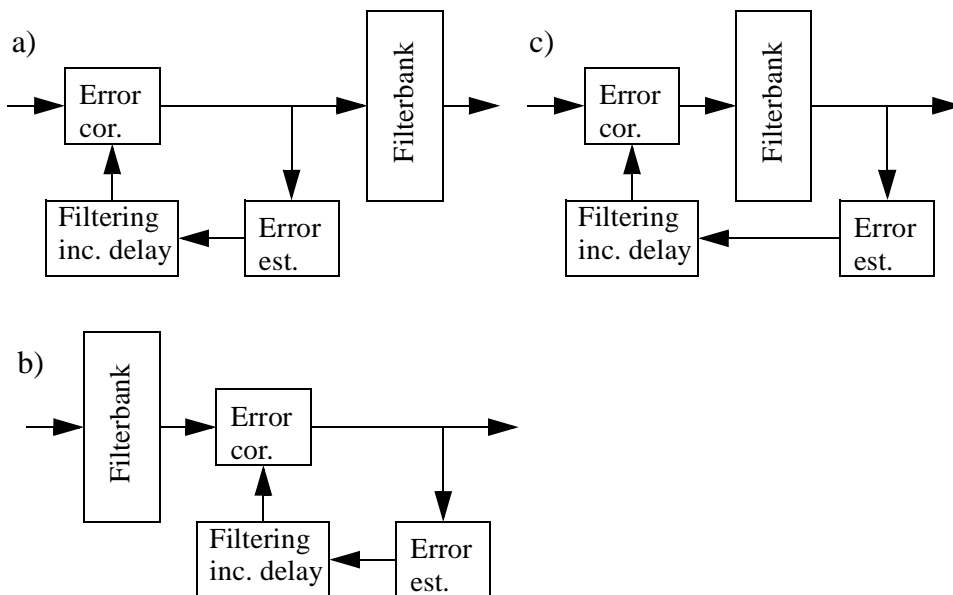 a)
Error
cor.
Filterbank
Filtering
inc. delay
Error
est.
c)
Error
cor.
Filterbank
Filtering
inc. delay
Error
est.
b)
Filterbank
Error
cor.
Filtering
inc. delay
Error
est.